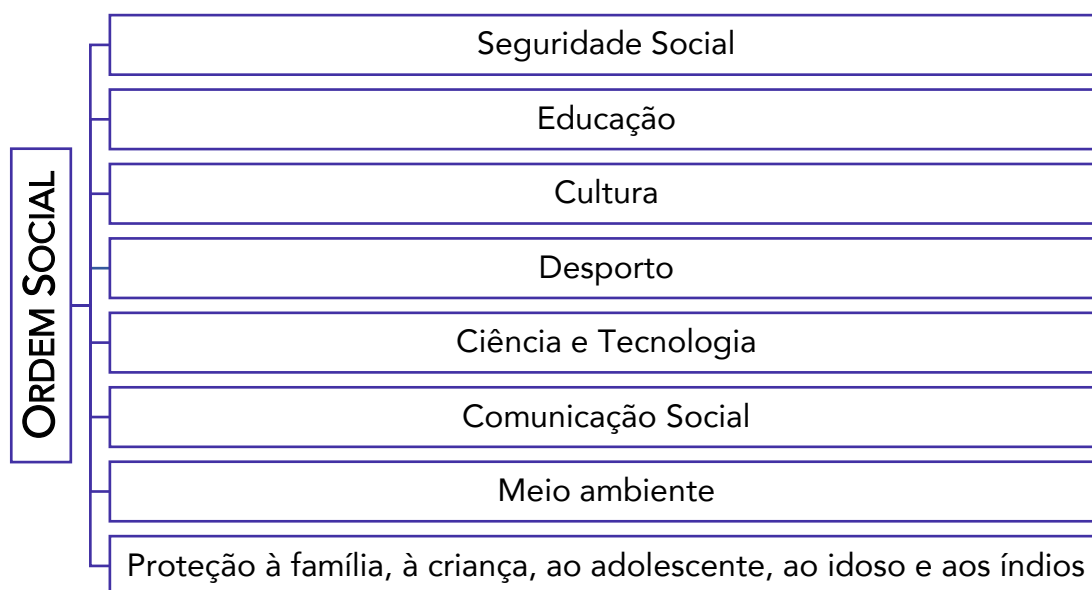 ORDEM SOCIAL
Seguridade Social
Educação
Cultura
Desporto
Ciência e Tecnologia
Comunicação Social
Meio ambiente
Proteção à família, à criança, ao adolescente, ao idoso e aos índios